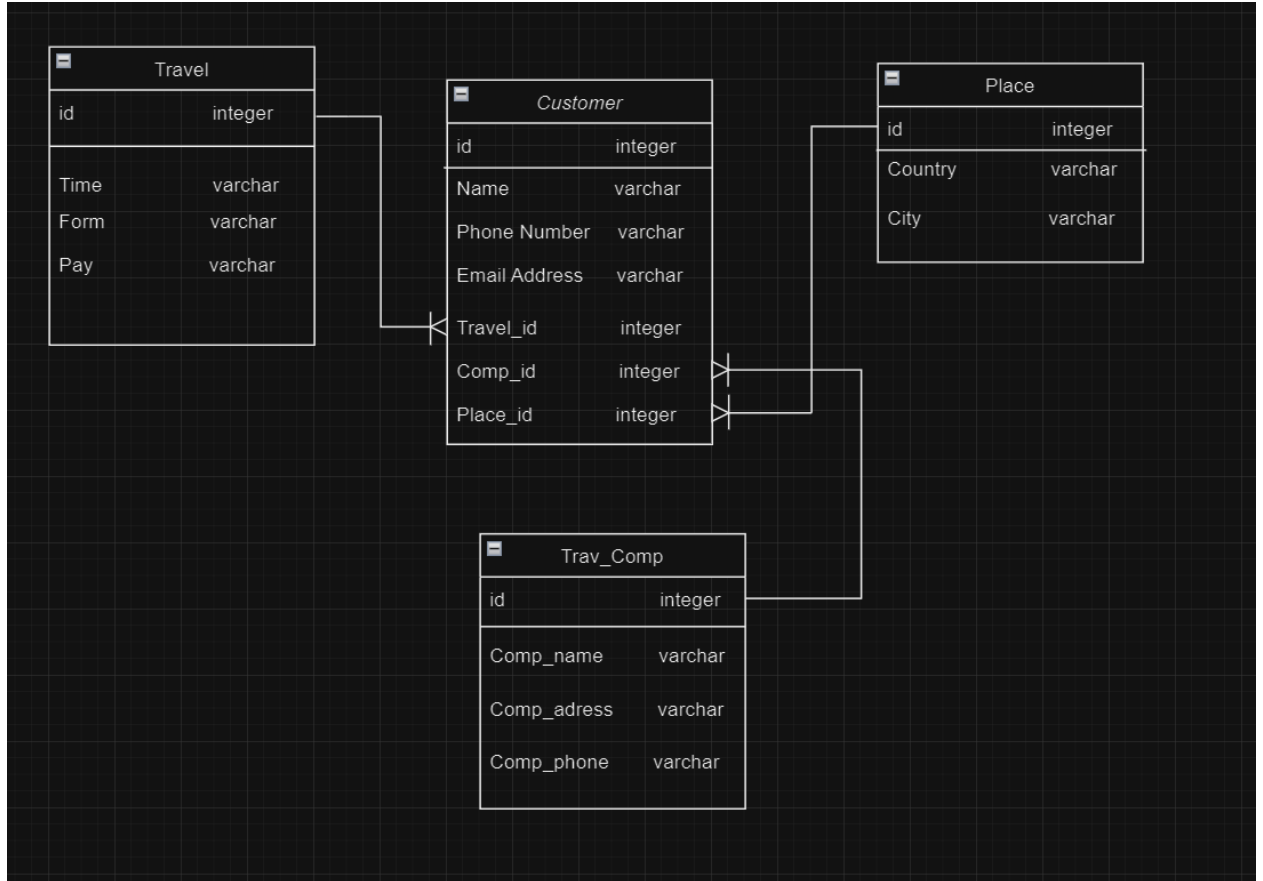 Travel
id integer
Time varchar
Form varchar
Pay varchar
Customer
id integer
Name varchar
Phone Number varchar
Email Address varchar
Travel_id integer
Comp_id integer
Place_id integer
Place
id integer
Country varchar
City varchar
Trav_Comp
id integer
Comp_name varchar
Comp_adress varchar
Comp_phone varchar